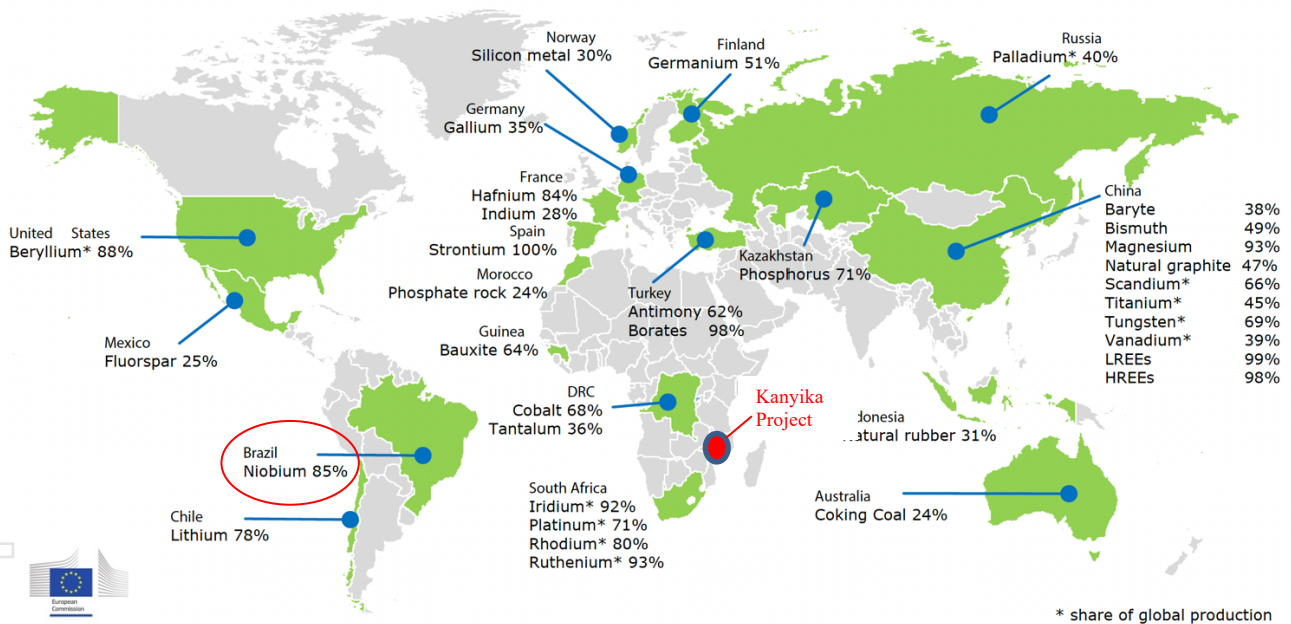 Norway
Silicon metal 30%
Finland
Germanium 51%
Russia
Palladium* 40%
Germany
Gallium 35%
France
Hafnium 84%
Indium 28%
Spain
Strontium 100%
United States
Beryllium* 88%
Morocco
Phosphate rock 24%
Kazakhstan
Phosphorus 71%
Turkey
Antimony 62%
Borates 98%
China
Baryte 38%
Bismuth 49%
Magnesium 93%
Natural graphite 47%
Scandium* 66%
Titanium* 45%
Tungsten* 69%
Vanadium* 39%
LREEs 99%
HREEs 98%
Mexico
Fluorspar 25%
Guinea
Bauxite 64%
DRC
Cobalt 68%
Tantalum 36%
Kanyika
Project
donesia
atural rubber 31%
Brazil
Niobium 85%
South Africa
Iridium* 92%
Platinum* 71%
Rhodium* 80%
Ruthenium* 93%
Australia
Coking Coal 24%
Chile
Lithium 78%
European
Commission
* share of global production